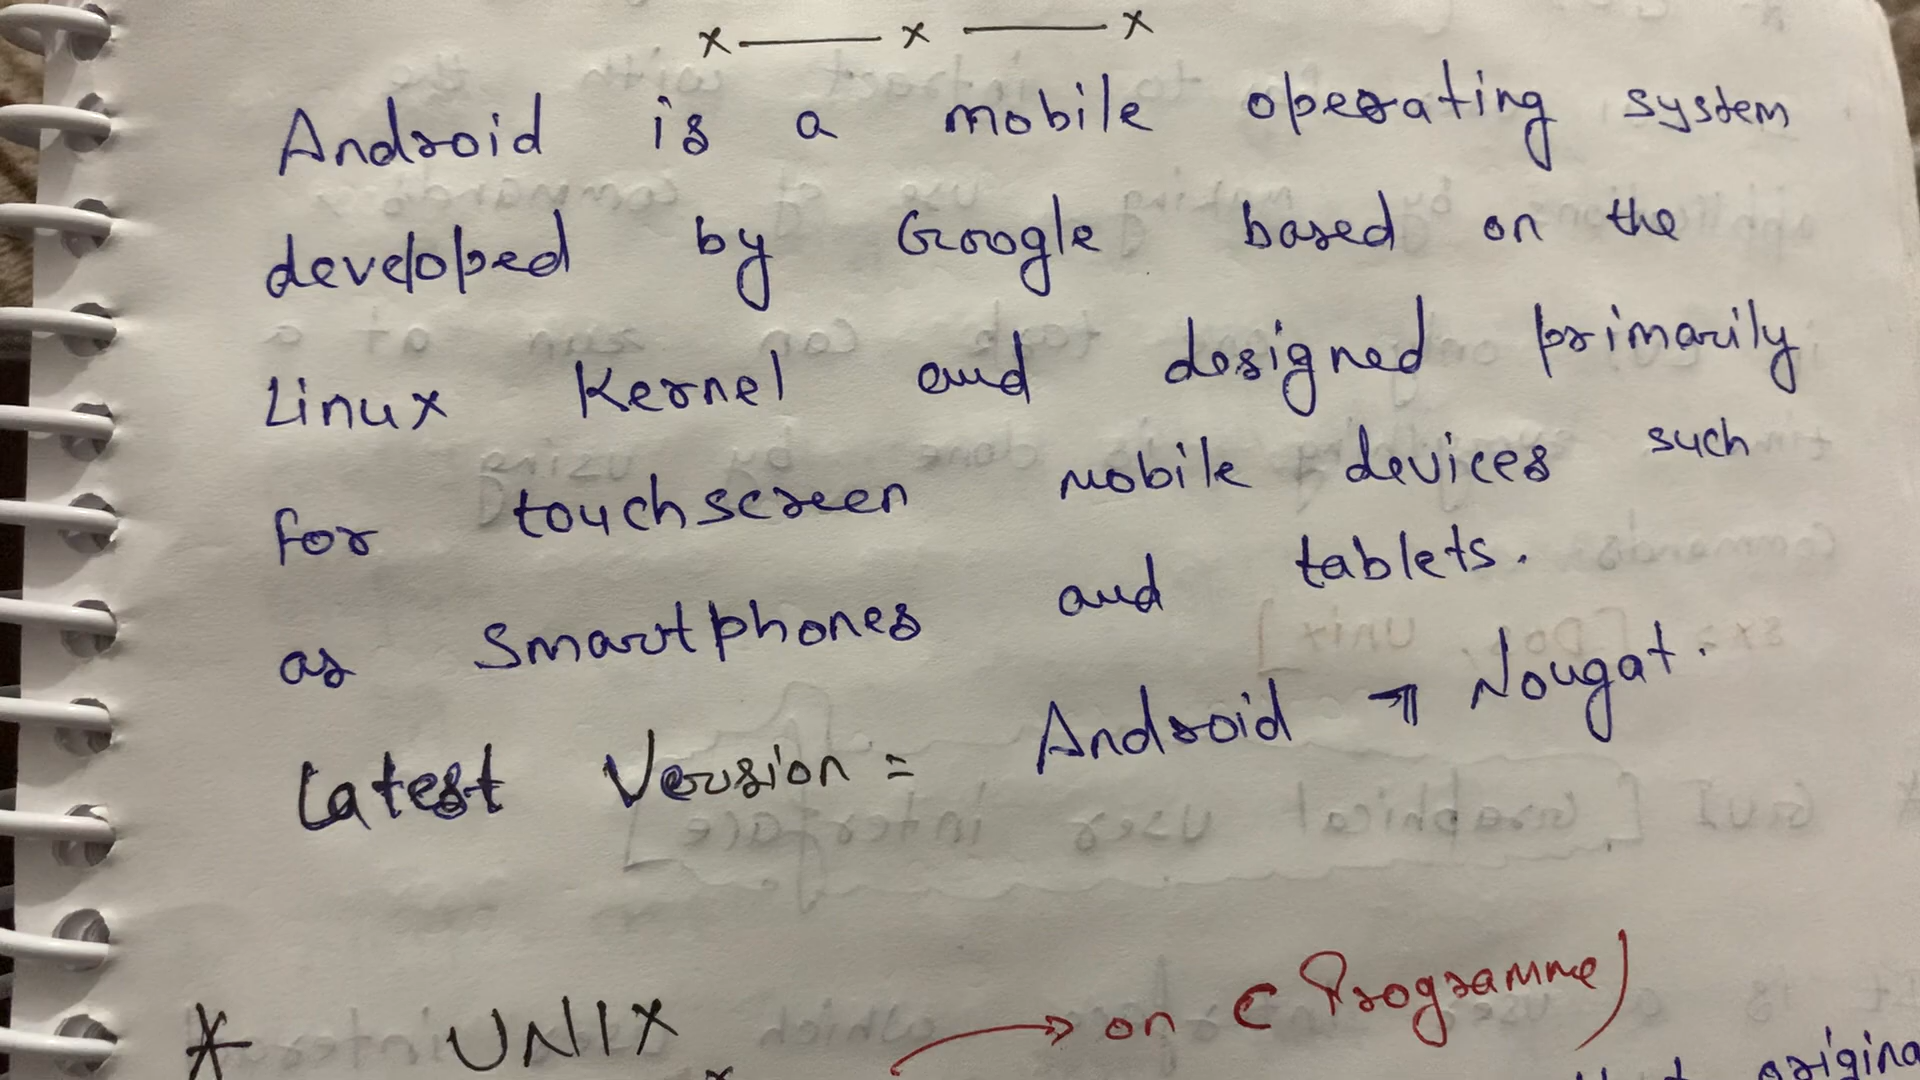 x —— x —— x
Android is a mobile operating system
developed by Google based on the
Linux Kernel and designed primarily
for touchscreen mobile devices such
as Smartphones and tablets.
Latest Version = Android 7 Nougat.
* UNIX
→ on C Programme)
origina